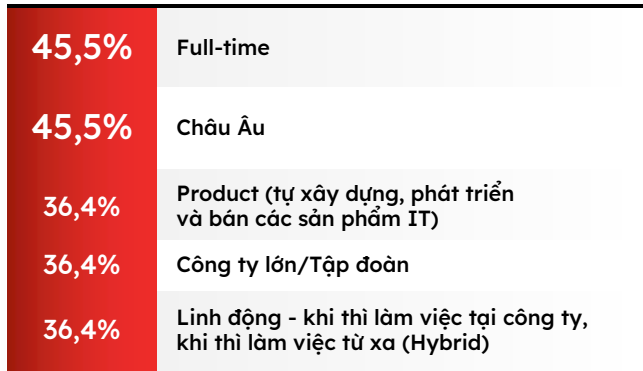 45,5% Full-time
45,5% Châu Âu
36,4% Product (tự xây dựng, phát triển
và bán các sản phẩm IT)
36,4% Công ty lớn/Tập đoàn
36,4% Linh động - khi thì làm việc tại công ty,
khi thì làm việc từ xa (Hybrid)